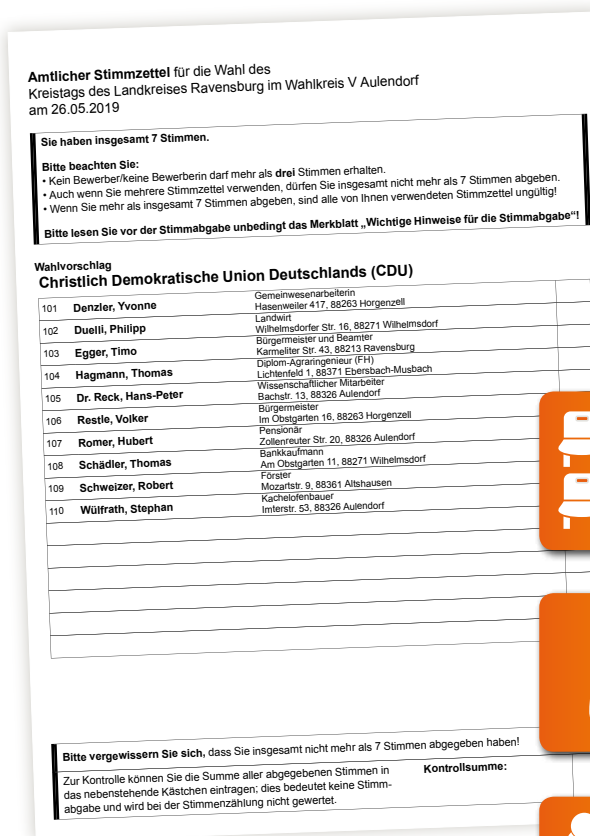 Amtlicher Stimmzettel für die Wahl des
Kreistags des Landkreises Ravensburg im Wahlkreis V Aulendorf
am 26.05.2019
Sie haben insgesamt 7 Stimmen.
Bitte beachten Sie:
• Kein Bewerber/keine Bewerberin darf mehr als drei Stimmen erhalten.
• Auch wenn Sie mehrere Stimmzettel verwenden, dürfen Sie insgesamt nicht mehr als 7 Stimmen abgeben.
• Wenn Sie mehr als insgesamt 7 Stimmen abgeben, sind alle von Ihnen verwendeten Stimmzettel ungültig!
Bitte lesen Sie vor der Stimmabgabe unbedingt das Merkblatt „Wichtige Hinweise für die Stimmabgabe“!
Wahlvorschlag
Christlich Demokratische Union Deutschlands (CDU)
101 Denzler, Yvonne Gemeinwesenarbeiterin
Hasenweiler 417, 88263 Horgenzell
102 Duelli, Philipp Landwirt
Wilhelmsdorfer Str. 16, 88271 Wilhelmsdorf
103 Egger, Timo Bürgermeister und Beamter
Karmeliter Str. 43, 88213 Ravensburg
104 Hagmann, Thomas Diplom-Agraringenieur (FH)
Lichtenfeld 1, 88371 Ebersbach-Musbach
105 Dr. Reck, Hans-Peter Wissenschaftlicher Mitarbeiter
Bachstr. 13, 88326 Aulendorf
106 Restle, Volker Bürgermeister
Im Obstgarten 16, 88263 Horgenzell
107 Romer, Hubert Pensionär
Zollenreuter Str. 20, 88326 Aulendorf
108 Schädler, Thomas Bankkaufmann
Am Obstgarten 11, 88271 Wilhelmsdorf
109 Schweizer, Robert Förster
Mozartstr. 9, 88361 Altshausen
110 Wülfrath, Stephan Kachelofenbauer
Imterstr. 53, 88326 Aulendorf
Bitte vergewissern Sie sich, dass Sie insgesamt nicht mehr als 7 Stimmen abgegeben haben!
Zur Kontrolle können Sie die Summe aller abgegebenen Stimmen in
das nebenstehende Kästchen eintragen; dies bedeutet keine Stimm-
abgabe und wird bei der Stimmenzählung nicht gewertet.
Kontrollsumme: